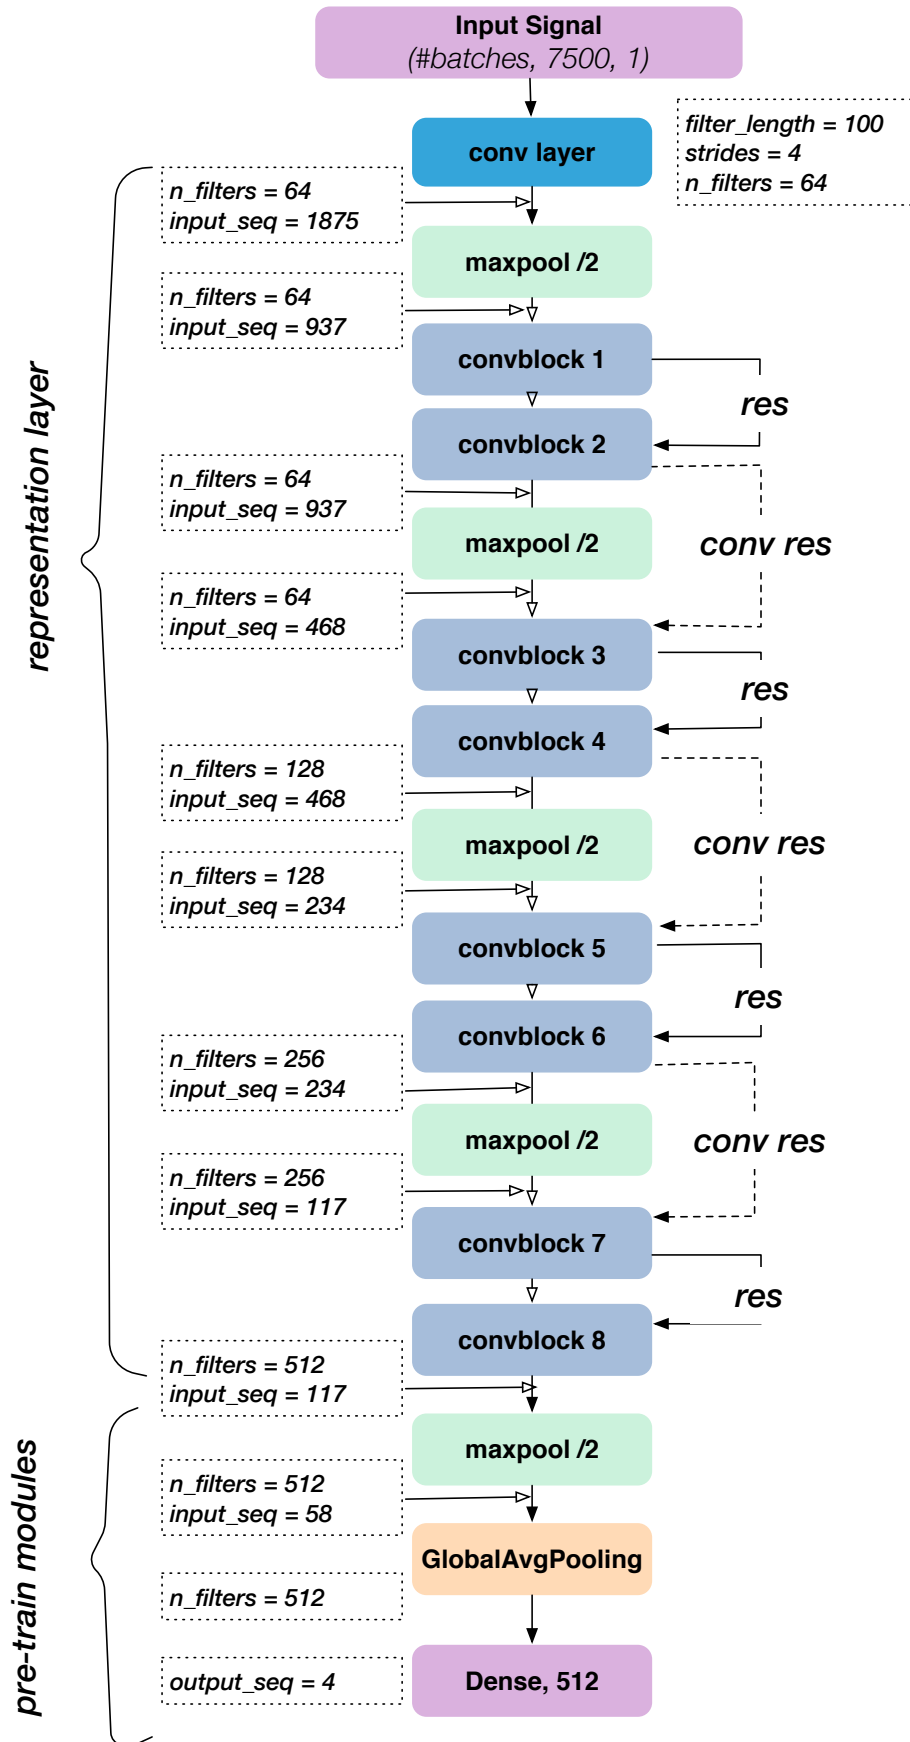 Input Signal
(#batches, 7500, 1)
filter_length = 100
strides = 4
n_filters = 64
conv layer
n_filters = 64
input_seq = 1875
maxpool /2
n_filters = 64
input_seq = 937
convblock 1
res
convblock 2
n_filters = 64
input_seq = 937
maxpool /2
conv res
n_filters = 64
input_seq = 468
convblock 3
res
convblock 4
n_filters = 128
input_seq = 468
maxpool /2
conv res
n_filters = 128
input_seq = 234
convblock 5
res
convblock 6
n_filters = 256
input_seq = 234
maxpool /2
conv res
n_filters = 256
input_seq = 117
convblock 7
res
convblock 8
n_filters = 512
input_seq = 117
representation layer
maxpool /2
n_filters = 512
input_seq = 58
GlobalAvgPooling
n_filters = 512
output_seq = 4
Dense, 512
pre-train modules